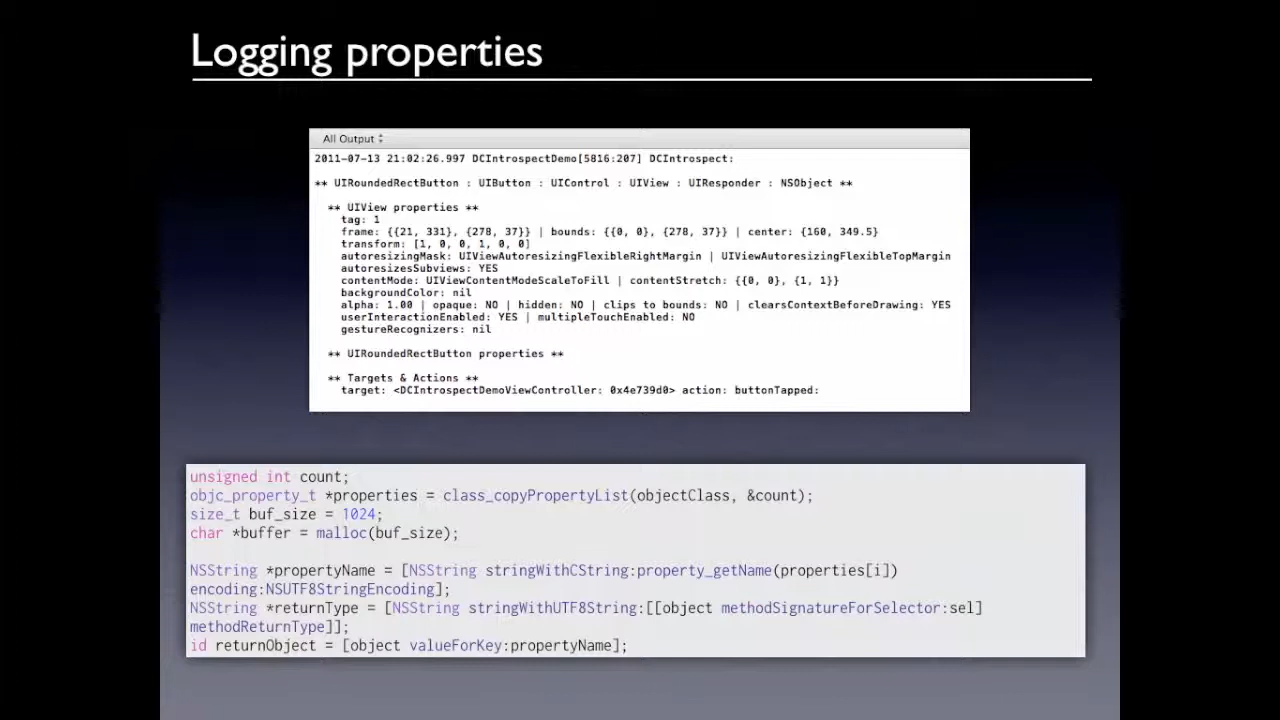 Logging properties
All Output
2011-07-13 21:02:26.997 DCIntrospectDemo[5816:207] DCIntrospect:
** UIRoundedRectButton : UIButton : UIControl : UIView : UIResponder : NSObject **
** UIView properties **
tag: 1
frame: {{21, 331}, {278, 37}} | bounds: {{0, 0}, {278, 37}} | center: {160, 349.5}
transform: [1, 0, 0, 1, 0, 0]
autoresizingMask: UIViewAutoresizingFlexibleRightMargin | UIViewAutoresizingFlexibleTopMargin
autoresizesSubviews: YES
contentMode: UIViewContentModeScaleToFill | contentStretch: {{0, 0}, {1, 1}}
backgroundColor: nil
alpha: 1.00 | opaque: NO | hidden: NO | clips to bounds: NO | clearsContextBeforeDrawing: YES
userInteractionEnabled: YES | multipleTouchEnabled: NO
gestureRecognizers: nil
** UIRoundedRectButton properties **
** Targets & Actions **
target: <DCIntrospectDemoViewController: 0x4e739d0> action: buttonTapped:
unsigned int count;
objc_property_t *properties = class_copyPropertyList(objectClass, &count);
size_t buf_size = 1024;
char *buffer = malloc(buf_size);
NSString *propertyName = [NSString stringWithCString:property_getName(properties[i])
encoding:NSUTF8StringEncoding];
NSString *returnType = [NSString stringWithUTF8String:[[object methodSignatureForSelector:sel]
methodReturnType]];
id returnObject = [object valueForKey:propertyName];